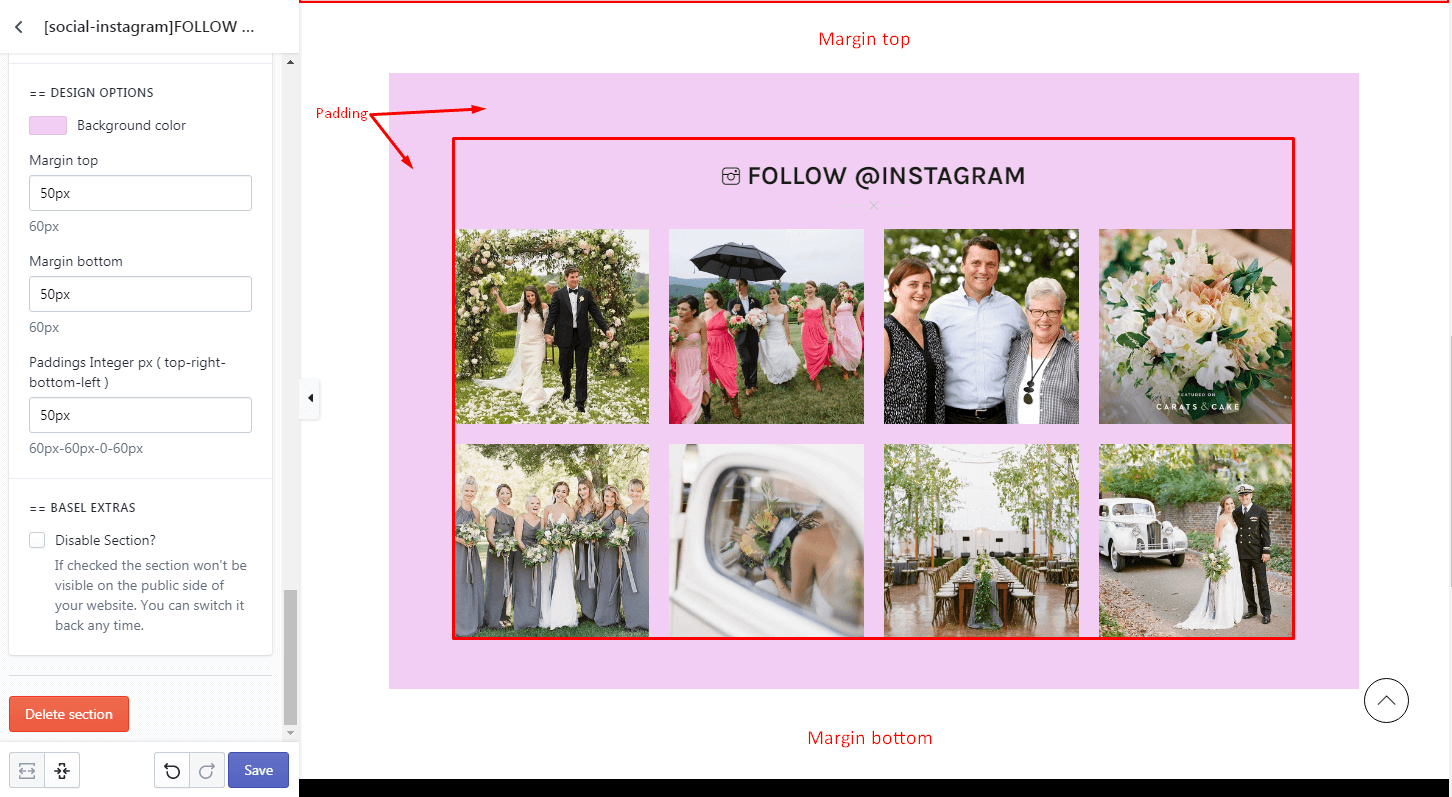 [social-instagram]FOLLOW ...
== DESIGN OPTIONS
Background color
Margin top
50px
60px
Margin bottom
50px
60px
Paddings Integer px ( top-right-
bottom-left )
50px
60px-60px-0-60px
== BASEL EXTRAS
Disable Section?
If checked the section won't be
visible on the public side of
your website. You can switch it
back any time.
Delete section
Save
Margin top
Padding
FOLLOW @INSTAGRAM
FEATURED ON
CARATS & CAKE
Margin bottom